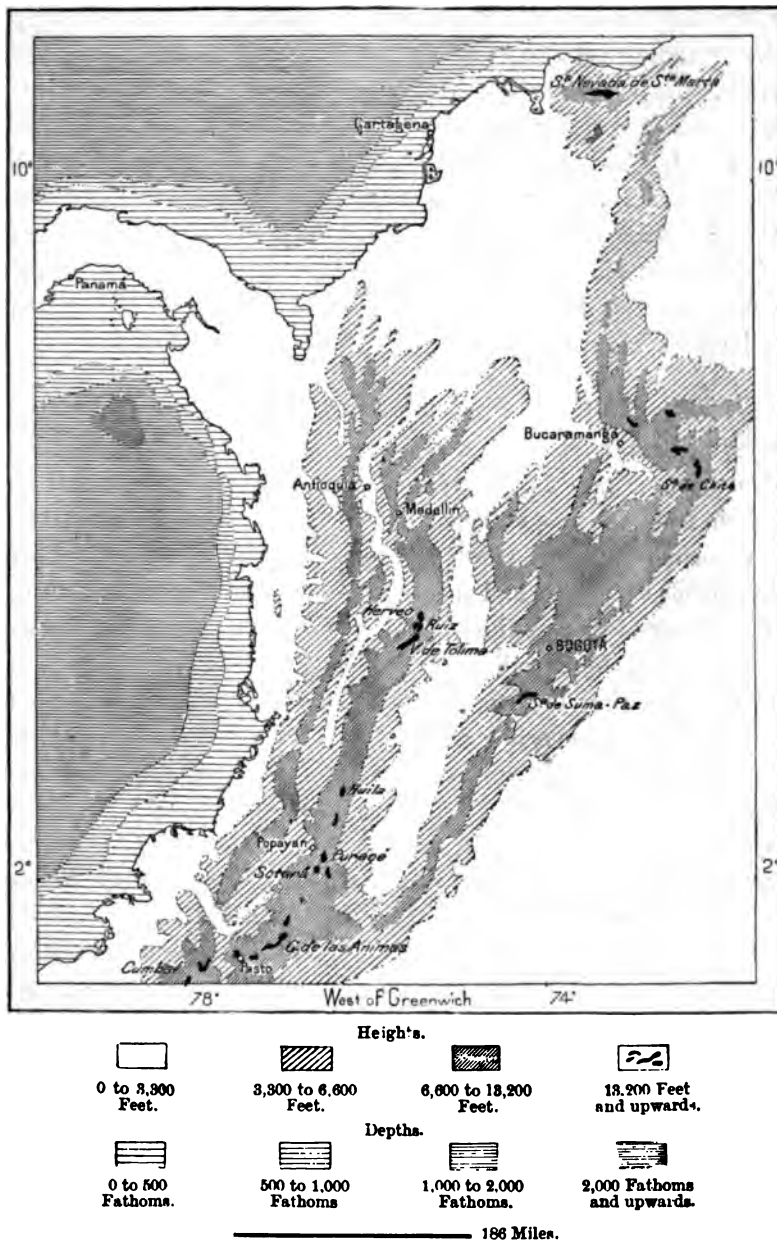 Sa. Nevada de Sta. Marta
Cartagena
10°
10°
Panamá
Bucaramanga
Sa. de Chita
Antioquia
Medellin
Herveo
Ruiz
V. de Tolima
BOGOTÁ
Sa. de Suma-Paz
Huila
Popayan
Puracé
Sotará
2°
2°
C. de las Animas
Cumbal
Pasto
78°
West of Greenwich
74°
Heights.
0 to 3,300
Feet.
3,300 to 6,600
Feet.
6,600 to 13,200
Feet.
13,200 Feet
and upwards.
Depths.
0 to 500
Fathoms.
500 to 1,000
Fathoms
1,000 to 2,000
Fathoms.
2,000 Fathoms
and upwards.
186 Miles.